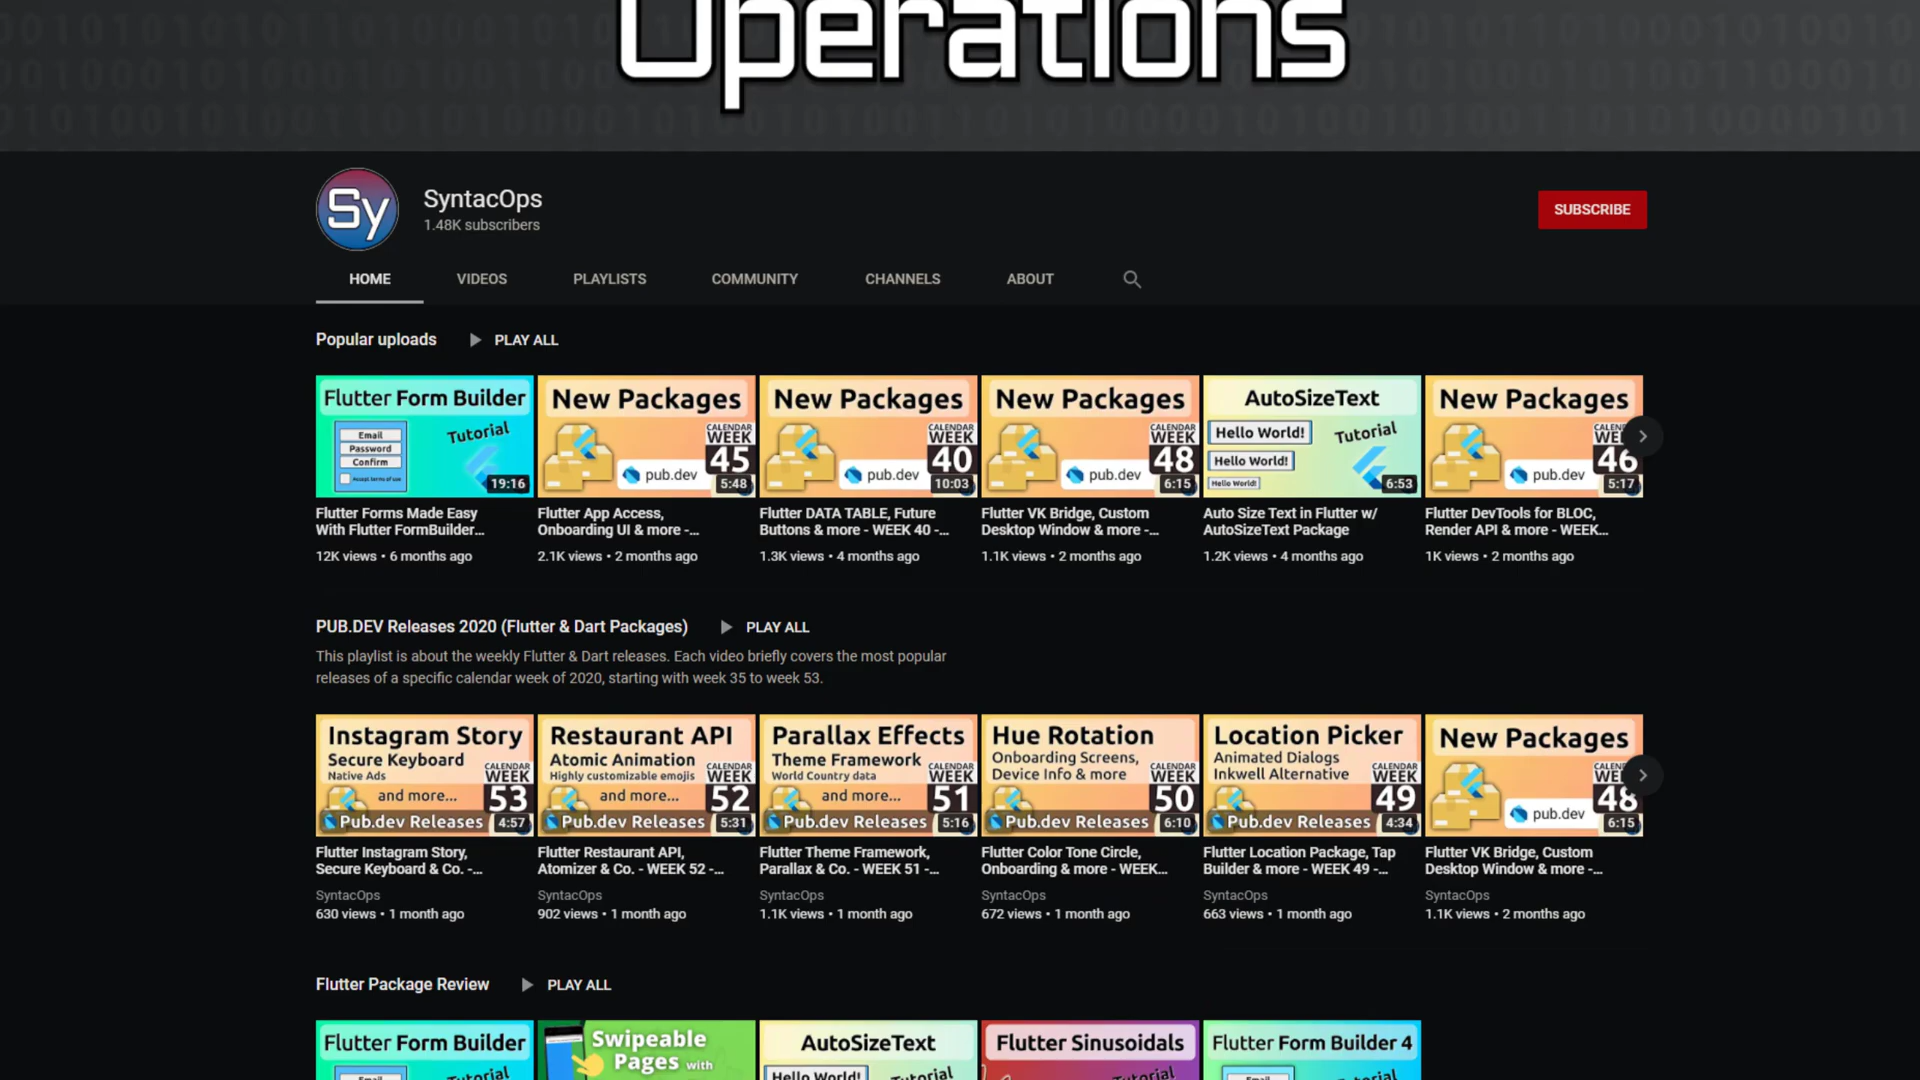 Operations
Sy
SyntacOps
1.48K subscribers
SUBSCRIBE
HOME
VIDEOS
PLAYLISTS
COMMUNITY
CHANNELS
ABOUT
Popular uploads
PLAY ALL
Flutter Form Builder
Email
Password
Confirm
Accept terms of use
Tutorial
19:16
New Packages
CALENDAR
WEEK
45
pub.dev
5:48
New Packages
CALENDAR
WEEK
40
pub.dev
10:03
New Packages
CALENDAR
WEEK
48
pub.dev
6:15
AutoSizeText
Hello World!
Hello World!
Hello World!
Tutorial
6:53
New Packages
46
pub.dev
5:17
Flutter Forms Made Easy
With Flutter FormBuilder...
12K views • 6 months ago
Flutter App Access,
Onboarding UI & more -...
2.1K views • 2 months ago
Flutter DATA TABLE, Future
Buttons & more - WEEK 40 -...
1.3K views • 4 months ago
Flutter VK Bridge, Custom
Desktop Window & more -...
1.1K views • 2 months ago
Auto Size Text in Flutter w/
AutoSizeText Package
1.2K views • 4 months ago
Flutter DevTools for BLOC,
Render API & more - WEEK...
1K views • 2 months ago
PUB.DEV Releases 2020 (Flutter & Dart Packages)
PLAY ALL
This playlist is about the weekly Flutter & Dart releases. Each video briefly covers the most popular
releases of a specific calendar week of 2020, starting with week 35 to week 53.
Instagram Story
Secure Keyboard
Native Ads
and more...
CALENDAR
WEEK
53
Pub.dev Releases
4:57
Restaurant API
Atomic Animation
Highly customizable emojis
and more...
CALENDAR
WEEK
52
Pub.dev Releases
5:31
Parallax Effects
Theme Framework
World Country data
and more...
CALENDAR
WEEK
51
Pub.dev Releases
5:16
Hue Rotation
Onboarding Screens,
Device Info & more
CALENDAR
WEEK
50
Pub.dev Releases
6:10
Location Picker
Animated Dialogs
Inkwell Alternative
CALENDAR
WEEK
49
Pub.dev Releases
4:34
New Packages
48
pub.dev
6:15
Flutter Instagram Story,
Secure Keyboard & Co. -...
SyntacOps
630 views • 1 month ago
Flutter Restaurant API,
Atomizer & Co. - WEEK 52 -...
SyntacOps
902 views • 1 month ago
Flutter Theme Framework,
Parallax & Co. - WEEK 51 -...
SyntacOps
1.1K views • 1 month ago
Flutter Color Tone Circle,
Onboarding & more - WEEK...
SyntacOps
672 views • 1 month ago
Flutter Location Package, Tap
Builder & more - WEEK 49 -...
SyntacOps
663 views • 1 month ago
Flutter VK Bridge, Custom
Desktop Window & more -...
SyntacOps
1.1K views • 2 months ago
Flutter Package Review
PLAY ALL
Flutter Form Builder
Email
Tutorial
Swipeable
Pages with
AutoSizeText
Hello World!
Tutorial
Flutter Sinusoidals
Tutorial
Flutter Form Builder 4
Email
Tutorial